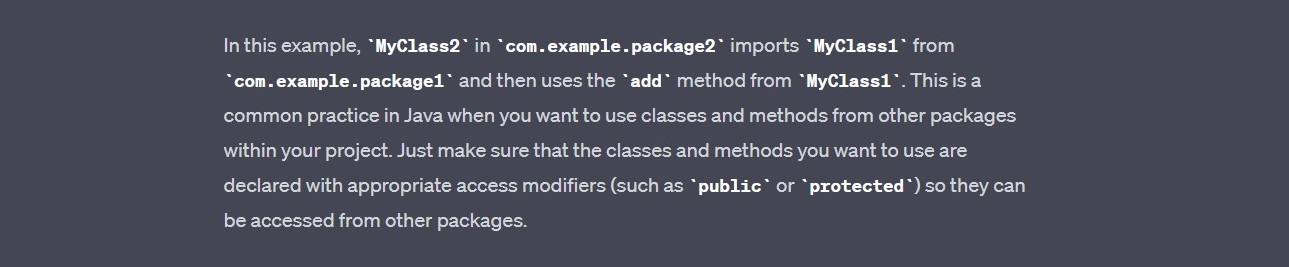 In this example, `MyClass2` in `com.example.package2` imports `MyClass1` from
`com.example.package1` and then uses the `add` method from `MyClass1`. This is a
common practice in Java when you want to use classes and methods from other packages
within your project. Just make sure that the classes and methods you want to use are
declared with appropriate access modifiers (such as `public` or `protected`) so they can
be accessed from other packages.